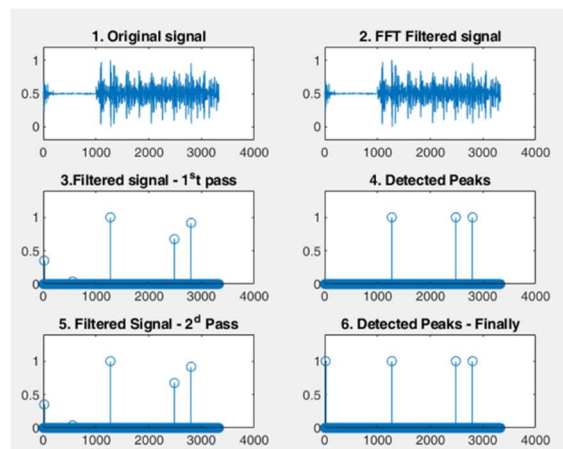 1. Original signal
1
0.5
0
0 1000 2000 3000 4000
2. FFT Filtered signal
1
0.5
0
0 1000 2000 3000 4000
3.Filtered signal - 1st pass
1
0.5
0
0 1000 2000 3000 4000
4. Detected Peaks
1
0.5
0
0 1000 2000 3000 4000
5. Filtered Signal - 2d Pass
1
0.5
0
0 1000 2000 3000 4000
6. Detected Peaks - Finally
1
0.5
0
0 1000 2000 3000 4000